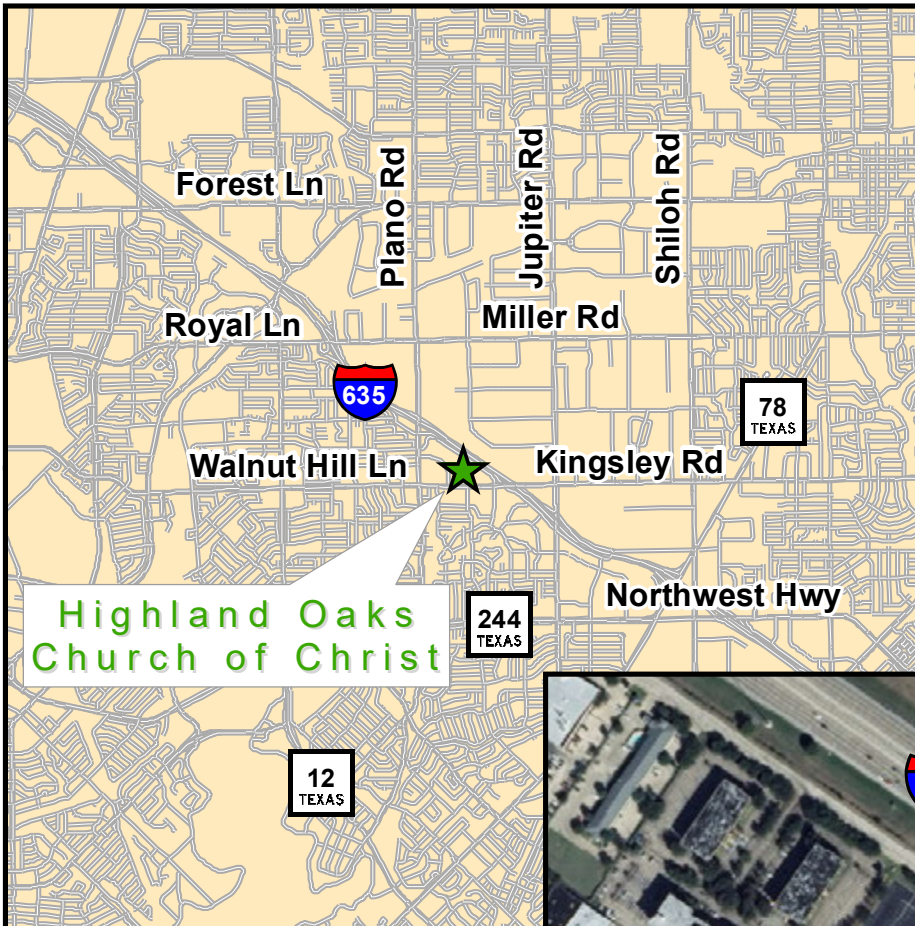 Forest Ln
Plano Rd
Jupiter Rd
Shiloh Rd
Royal Ln
Miller Rd
635
78
TEXAS
Walnut Hill Ln
Kingsley Rd
Highland Oaks
Church of Christ
244
TEXAS
Northwest Hwy
12
TEXAS